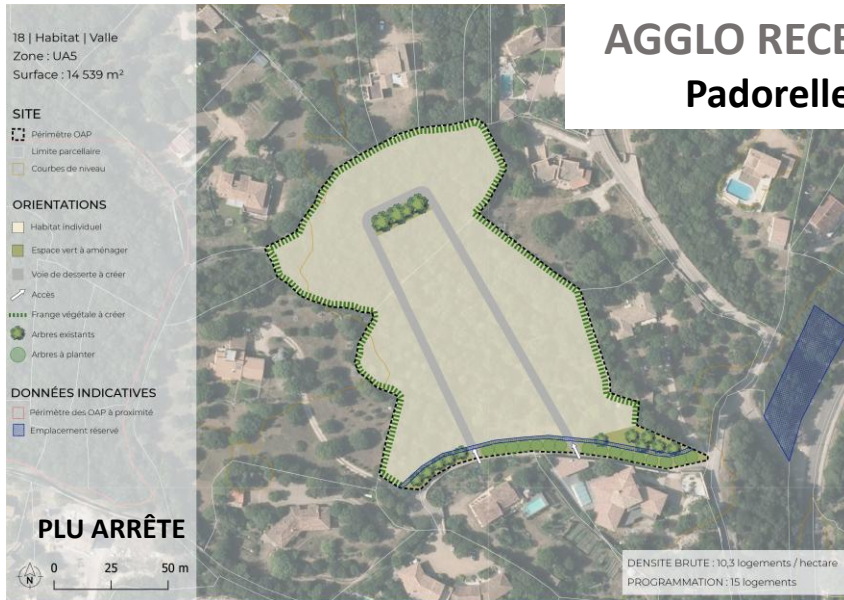 18 | Habitat | Valle
Zone : UA5
Surface : 14 539 m²
AGGLO RECE
Padorelle
SITE
Périmètre OAP
Limite parcellaire
Courbes de niveau
ORIENTATIONS
Habitat individuel
Espace vert à aménager
Voie de desserte à créer
Accès
Frange végétale à créer
Arbres existants
Arbres à planter
DONNÉES INDICATIVES
Périmètre des OAP à proximité
Emplacement réservé
PLU ARRÊTE
N
0 25 50 m
DENSITE BRUTE : 10,3 logements / hectare
PROGRAMMATION : 15 logements